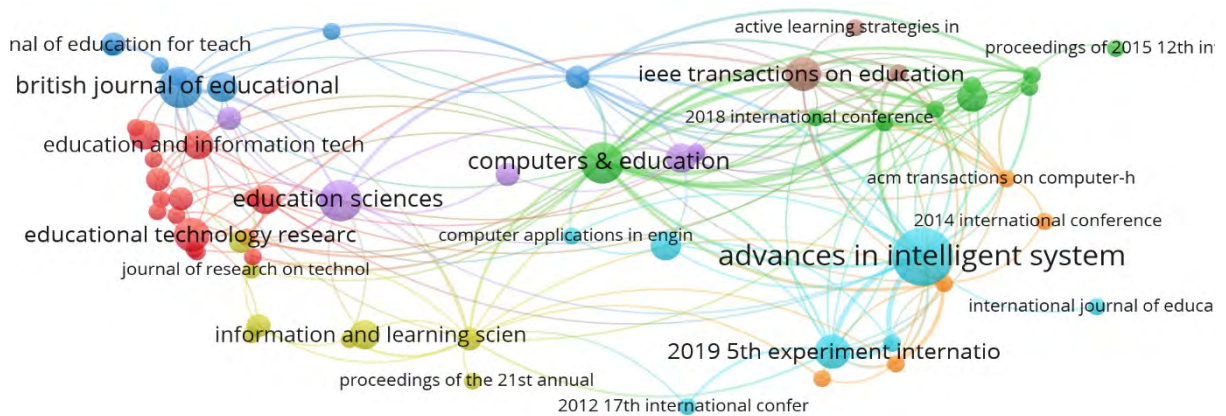 active learning strategies in
nal of education for teach
proceedings of 2015 12th in
ieee transactions on education
british journal of educational
2018 international conference
education and information tech
computers & education
acm transactions on computer-h
education sciences
2014 international conference
educational technology researc
computer applications in engin
advances in intelligent system
journal of research on technol
international journal of educa
information and learning scien
2019 5th experiment internatio
proceedings of the 21st annual
2012 17th international confer